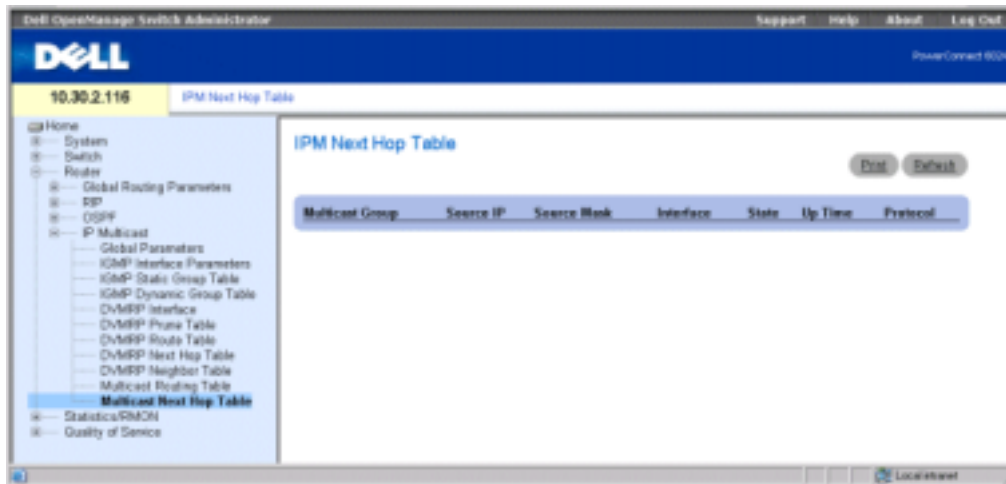 Dell OpenManage Switch Administrator
Support Help About Log Out
DELL
PowerConnect 6024
10.30.2.116
IPM Next Hop Table
Home
System
Switch
Router
Global Routing Parameters
RIP
OSPF
IP Multicast
Global Parameters
IGMP Interface Parameters
IGMP Static Group Table
IGMP Dynamic Group Table
DVMRP Interface
DVMRP Prune Table
DVMRP Route Table
DVMRP Next Hop Table
DVMRP Neighbor Table
Multicast Routing Table
Multicast Next Hop Table
Statistics/RMON
Quality of Service
IPM Next Hop Table
Print Refresh
Multicast Group Source IP Source Mask Interface State Up Time Protocol
Local intranet